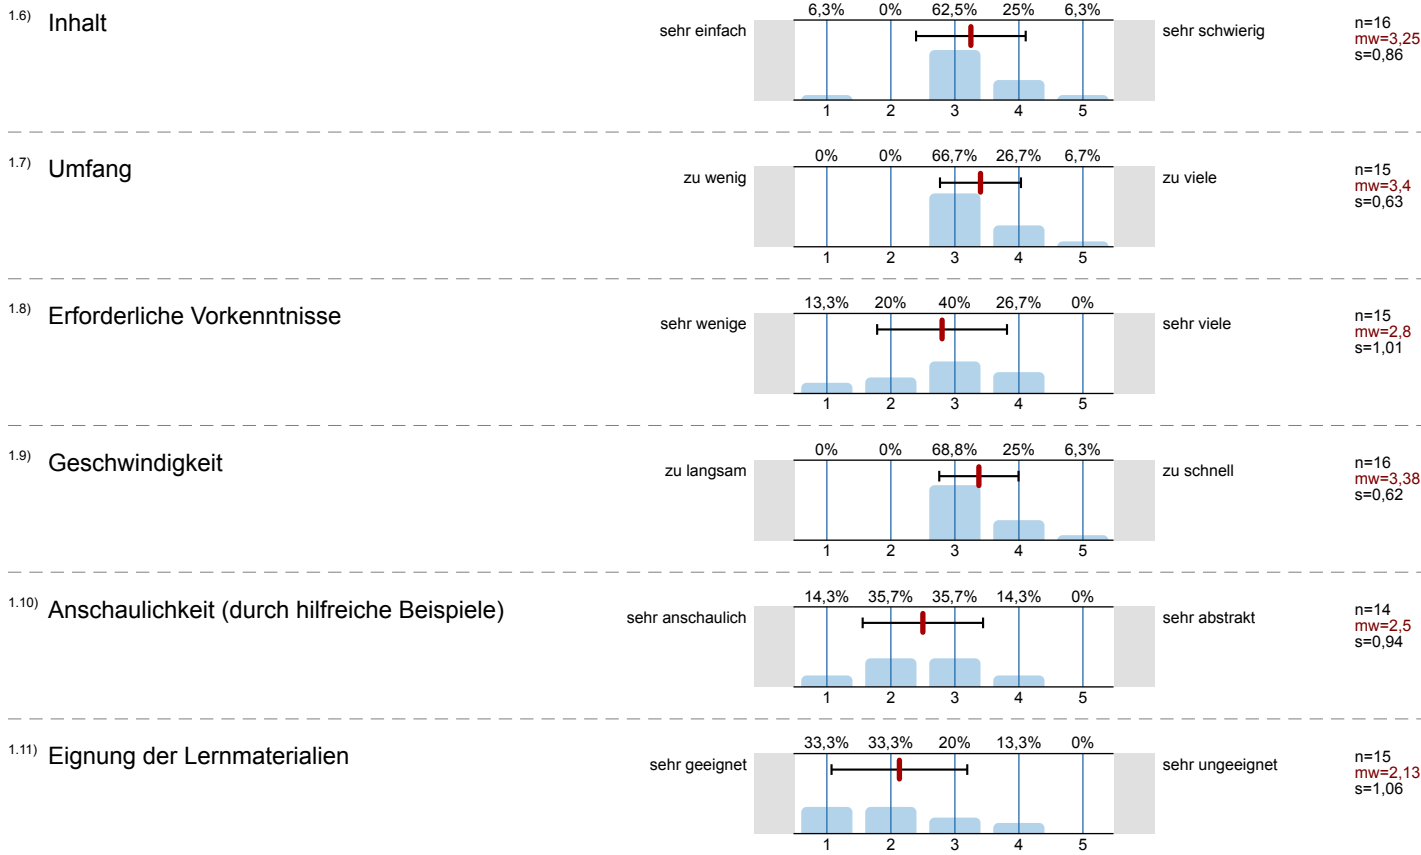 1.6) Inhalt
6,3% 0% 62,5% 25% 6,3%
sehr einfach sehr schwierig
n=16
mw=3,25
s=0,86
1 2 3 4 5
1.7) Umfang
0% 0% 66,7% 26,7% 6,7%
zu wenig zu viele
n=15
mw=3,4
s=0,63
1 2 3 4 5
1.8) Erforderliche Vorkenntnisse
13,3% 20% 40% 26,7% 0%
sehr wenige sehr viele
n=15
mw=2,8
s=1,01
1 2 3 4 5
1.9) Geschwindigkeit
0% 0% 68,8% 25% 6,3%
zu langsam zu schnell
n=16
mw=3,38
s=0,62
1 2 3 4 5
1.10) Anschaulichkeit (durch hilfreiche Beispiele)
14,3% 35,7% 35,7% 14,3% 0%
sehr anschaulich sehr abstrakt
n=14
mw=2,5
s=0,94
1 2 3 4 5
1.11) Eignung der Lernmaterialien
33,3% 33,3% 20% 13,3% 0%
sehr geeignet sehr ungeeignet
n=15
mw=2,13
s=1,06
1 2 3 4 5